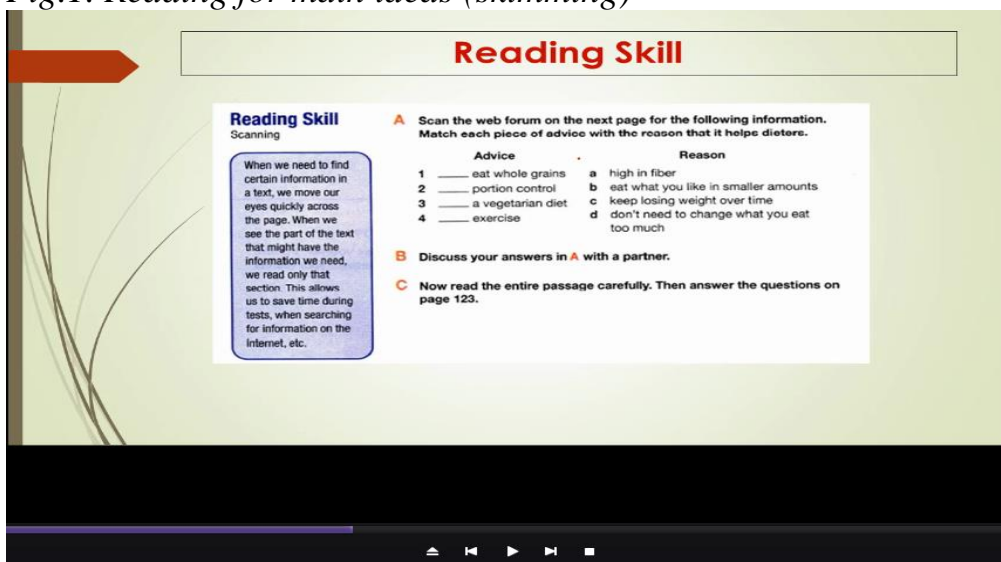 Fig.1. Reading for main ideas (skimming)
Reading Skill
Reading Skill
Scanning
When we need to find
certain information in
a text, we move our
eyes quickly across
the page. When we
see the part of the text
that might have the
information we need,
we read only that
section. This allows
us to save time during
tests, when searching
for information on the
Internet, etc.
A Scan the web forum on the next page for the following information.
Match each piece of advice with the reason that it helps dieters.
Advice Reason
1 ____ eat whole grains a high in fiber
2 ____ portion control b eat what you like in smaller amounts
3 ____ a vegetarian diet c keep losing weight over time
4 ____ exercise d don't need to change what you eat
too much
B Discuss your answers in A with a partner.
C Now read the entire passage carefully. Then answer the questions on
page 123.